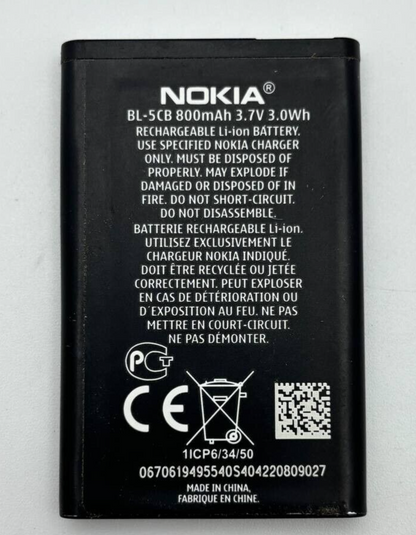 NOKIA®
BL-5CB 800mAh 3.7V 3.0Wh
RECHARGEABLE Li-ion BATTERY.
USE SPECIFIED NOKIA CHARGER
ONLY. MUST BE DISPOSED OF
PROPERLY. MAY EXPLODE IF
DAMAGED OR DISPOSED OF IN
FIRE. DO NOT SHORT-CIRCUIT.
DO NOT DISASSEMBLE.
BATTERIE RECHARGEABLE Li-ion.
UTILISEZ EXCLUSIVEMENT LE
CHARGEUR NOKIA INDIQUÉ.
DOIT ÊTRE RECYCLÉE OU JETÉE
CORRECTEMENT. PEUT EXPLOSER
EN CAS DE DÉTÉRIORATION OU
D'EXPOSITION AU FEU. NE PAS
METTRE EN COURT-CIRCUIT.
NE PAS DÉMONTER.
PCT
CE
1ICP6/34/50
0670619495540S404220809027
MADE IN CHINA,
FABRIQUE EN CHINE.